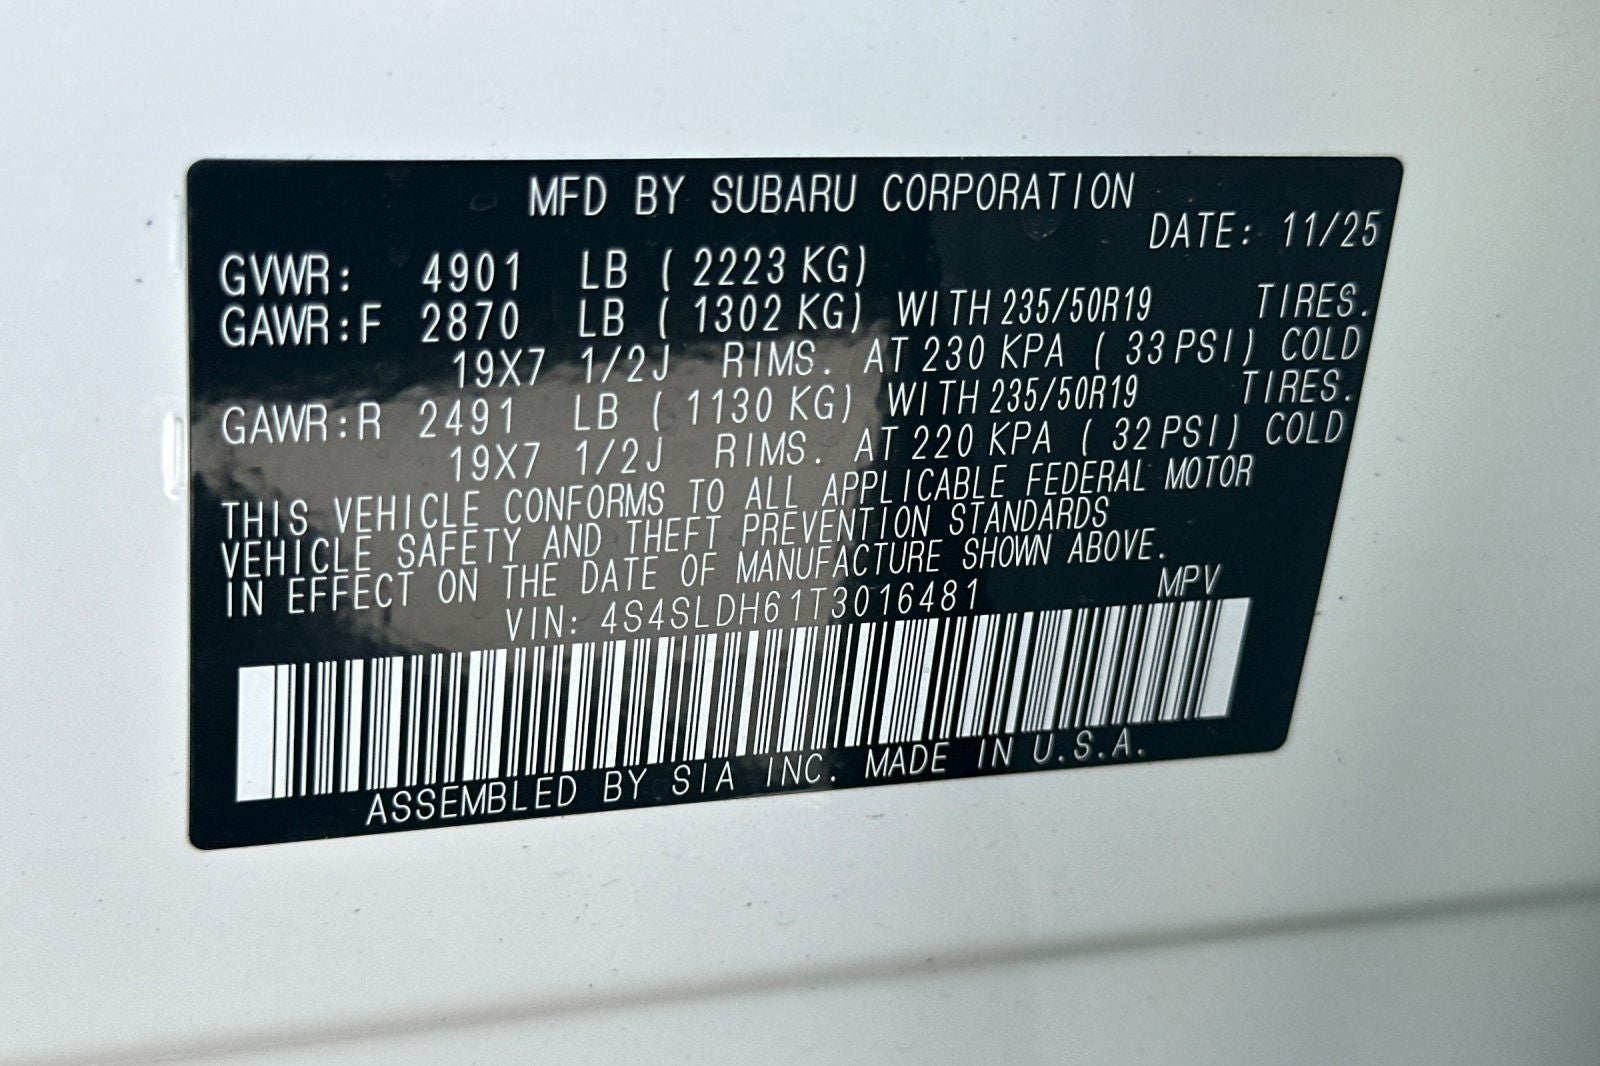 MFD BY SUBARU CORPORATION
DATE: 11/25
GVWR: 4901 LB ( 2223 KG)
GAWR:F 2870 LB ( 1302 KG) WITH 235/50R19 TIRES.
19X7 1/2J RIMS. AT 230 KPA ( 33 PSI) COLD
GAWR:R 2491 LB ( 1130 KG) WITH 235/50R19 TIRES.
19X7 1/2J RIMS. AT 220 KPA ( 32 PSI) COLD
THIS VEHICLE CONFORMS TO ALL APPLICABLE FEDERAL MOTOR
VEHICLE SAFETY AND THEFT PREVENTION STANDARDS
IN EFFECT ON THE DATE OF MANUFACTURE SHOWN ABOVE.
VIN: 4S4SLDH61T3016481 MPV
ASSEMBLED BY SIA INC. MADE IN U.S.A.